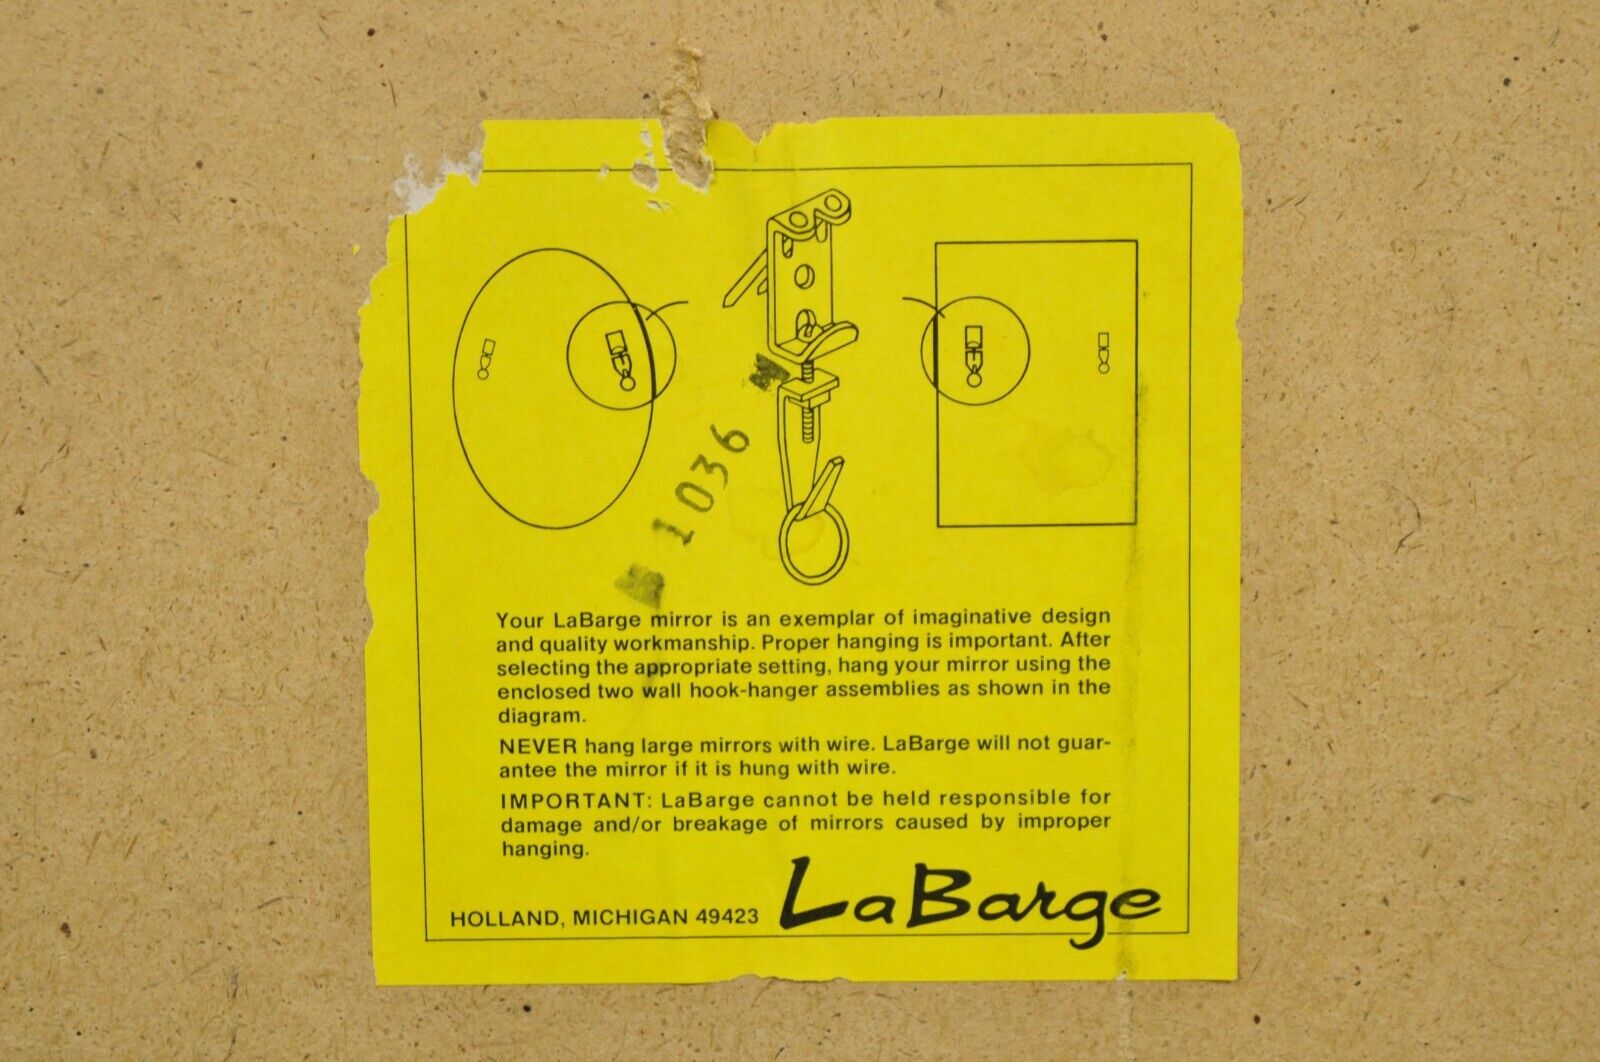 1036
Your LaBarge mirror is an exemplar of imaginative design
and quality workmanship. Proper hanging is important. After
selecting the appropriate setting, hang your mirror using the
enclosed two wall hook-hanger assemblies as shown in the
diagram.
NEVER hang large mirrors with wire. LaBarge will not guar-
antee the mirror if it is hung with wire.
IMPORTANT: LaBarge cannot be held responsible for
damage and/or breakage of mirrors caused by improper
hanging.
HOLLAND, MICHIGAN 49423 LaBarge